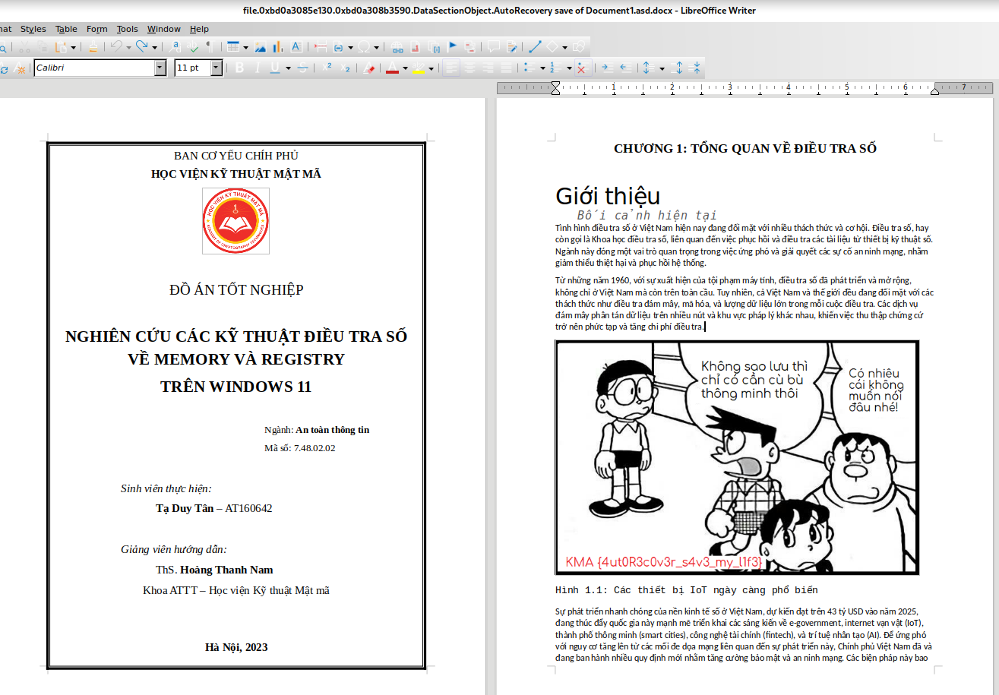 file.0xbd0a3085e130.0xbd0a308b3590.DataSectionObject.AutoRecovery save of Document1.asd.docx - LibreOffice Writer
Styles Table Form Tools Window Help
Calibri 11 pt
1 2 3 4 5 6 7
BAN CƠ YẾU CHÍH PHỦ
HỌC VIỆN KỸ THUẬT MẬT MÃ
HỌC VIỆN KỸ THUẬT MẬT MÃ
ACADEMY OF CRYPTOGRAPHY TECHNIQUES
ĐỒ ÁN TỐT NGHIỆP
NGHIÊN CỨU CÁC KỸ THUẬT ĐIỀU TRA SỐ
VỀ MEMORY VÀ REGISTRY
TRÊN WINDOWS 11
Ngành: An toàn thông tin
Mã số: 7.48.02.02
Sinh viên thực hiện:
Tạ Duy Tân – AT160642
Giảng viên hướng dẫn:
ThS. Hoàng Thanh Nam
Khoa ATTT – Học viện Kỹ thuật Mật mã
Hà Nội, 2023
CHƯƠNG 1: TỔNG QUAN VỀ ĐIỀU TRA SỐ
Giới thiệu
Bối cảnh hiện tại
Tình hình điều tra số ở Việt Nam hiện nay đang đối mặt với nhiều thách thức và cơ hội. Điều tra số, hay
còn gọi là Khoa học điều tra số, liên quan đến việc phục hồi và điều tra các tài liệu từ thiết bị kỹ thuật số.
Ngành này đóng một vai trò quan trọng trong việc ứng phó và giải quyết các sự cố an ninh mạng, nhằm
giảm thiểu thiệt hại và phục hồi hệ thống.
Từ những năm 1960, với sự xuất hiện của tội phạm máy tính, điều tra số đã phát triển và mở rộng,
không chỉ ở Việt Nam mà còn trên toàn cầu. Tuy nhiên, cả Việt Nam và thế giới đều đang đối mặt với các
thách thức như điều tra đám mây, mã hóa, và lượng dữ liệu lớn trong mỗi cuộc điều tra. Các dịch vụ
đám mây phân tán dữ liệu trên nhiều nút và khu vực pháp lý khác nhau, khiến việc thu thập chứng cứ
trở nên phức tạp và tăng chi phí điều tra.
Không sao lưu thì
chỉ có cần cù bù
thông minh thôi
Có nhiều
cái không
muốn nói
đâu nhé!
KMA {4ut0R3c0v3r_s4v3_my_l1f3}
Hình 1.1: Các thiết bị IoT ngày càng phổ biến
Sự phát triển nhanh chóng của nền kinh tế số ở Việt Nam, dự kiến đạt trên 43 tỷ USD vào năm 2025,
đang thúc đẩy quốc gia này mạnh mẽ triển khai các sáng kiến về e-government, internet vạn vật (IoT),
thành phố thông minh (smart cities), công nghệ tài chính (fintech), và trí tuệ nhân tạo (AI). Để ứng phó
với nguy cơ tăng lên từ các mối đe dọa mạng liên quan đến sự phát triển này, Chính phủ Việt Nam đã và
đang ban hành nhiều quy định mới nhằm tăng cường bảo mật và an ninh mạng. Các biện pháp này bao